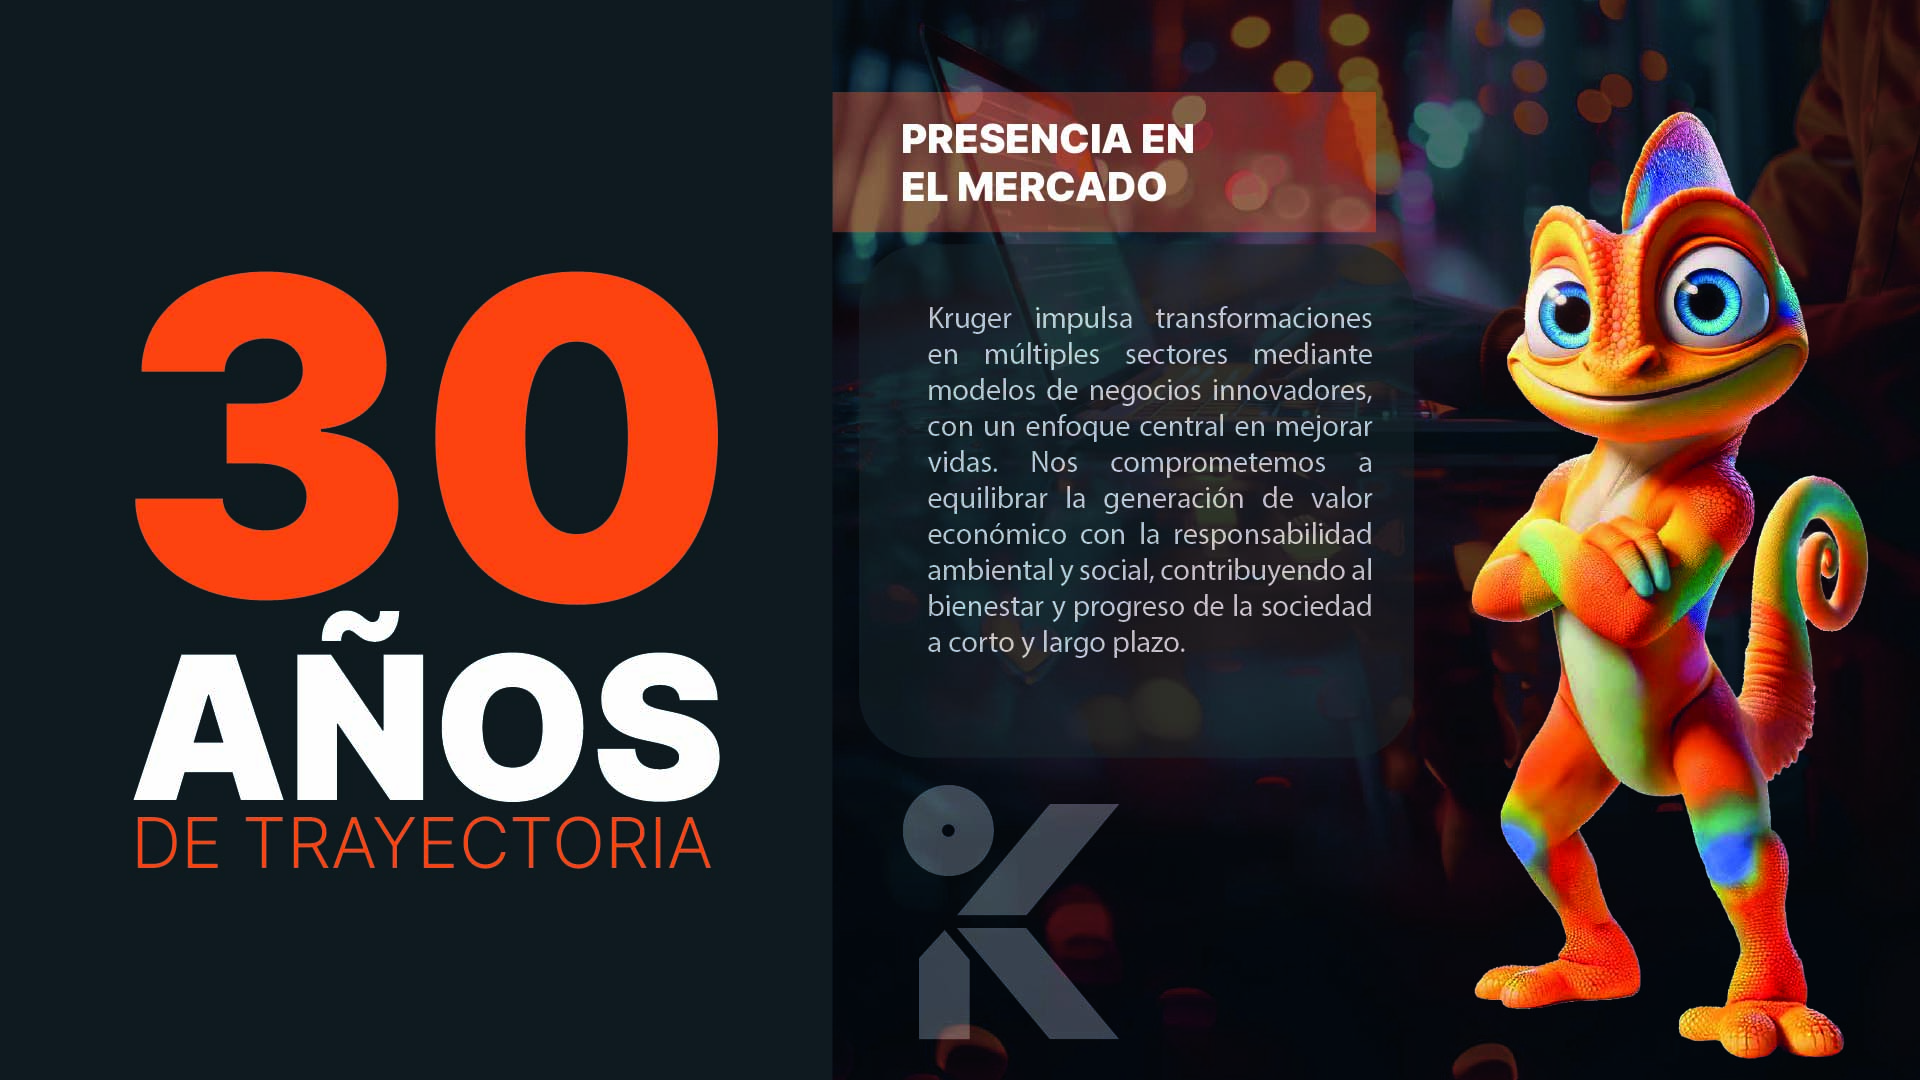 30
AÑOS
DE TRAYECTORIA
PRESENCIA EN
EL MERCADO
Kruger impulsa transformaciones
en múltiples sectores mediante
modelos de negocios innovadores,
con un enfoque central en mejorar
vidas. Nos comprometemos a
equilibrar la generación de valor
económico con la responsabilidad
ambiental y social, contribuyendo al
bienestar y progreso de la sociedad
a corto y largo plazo.
K